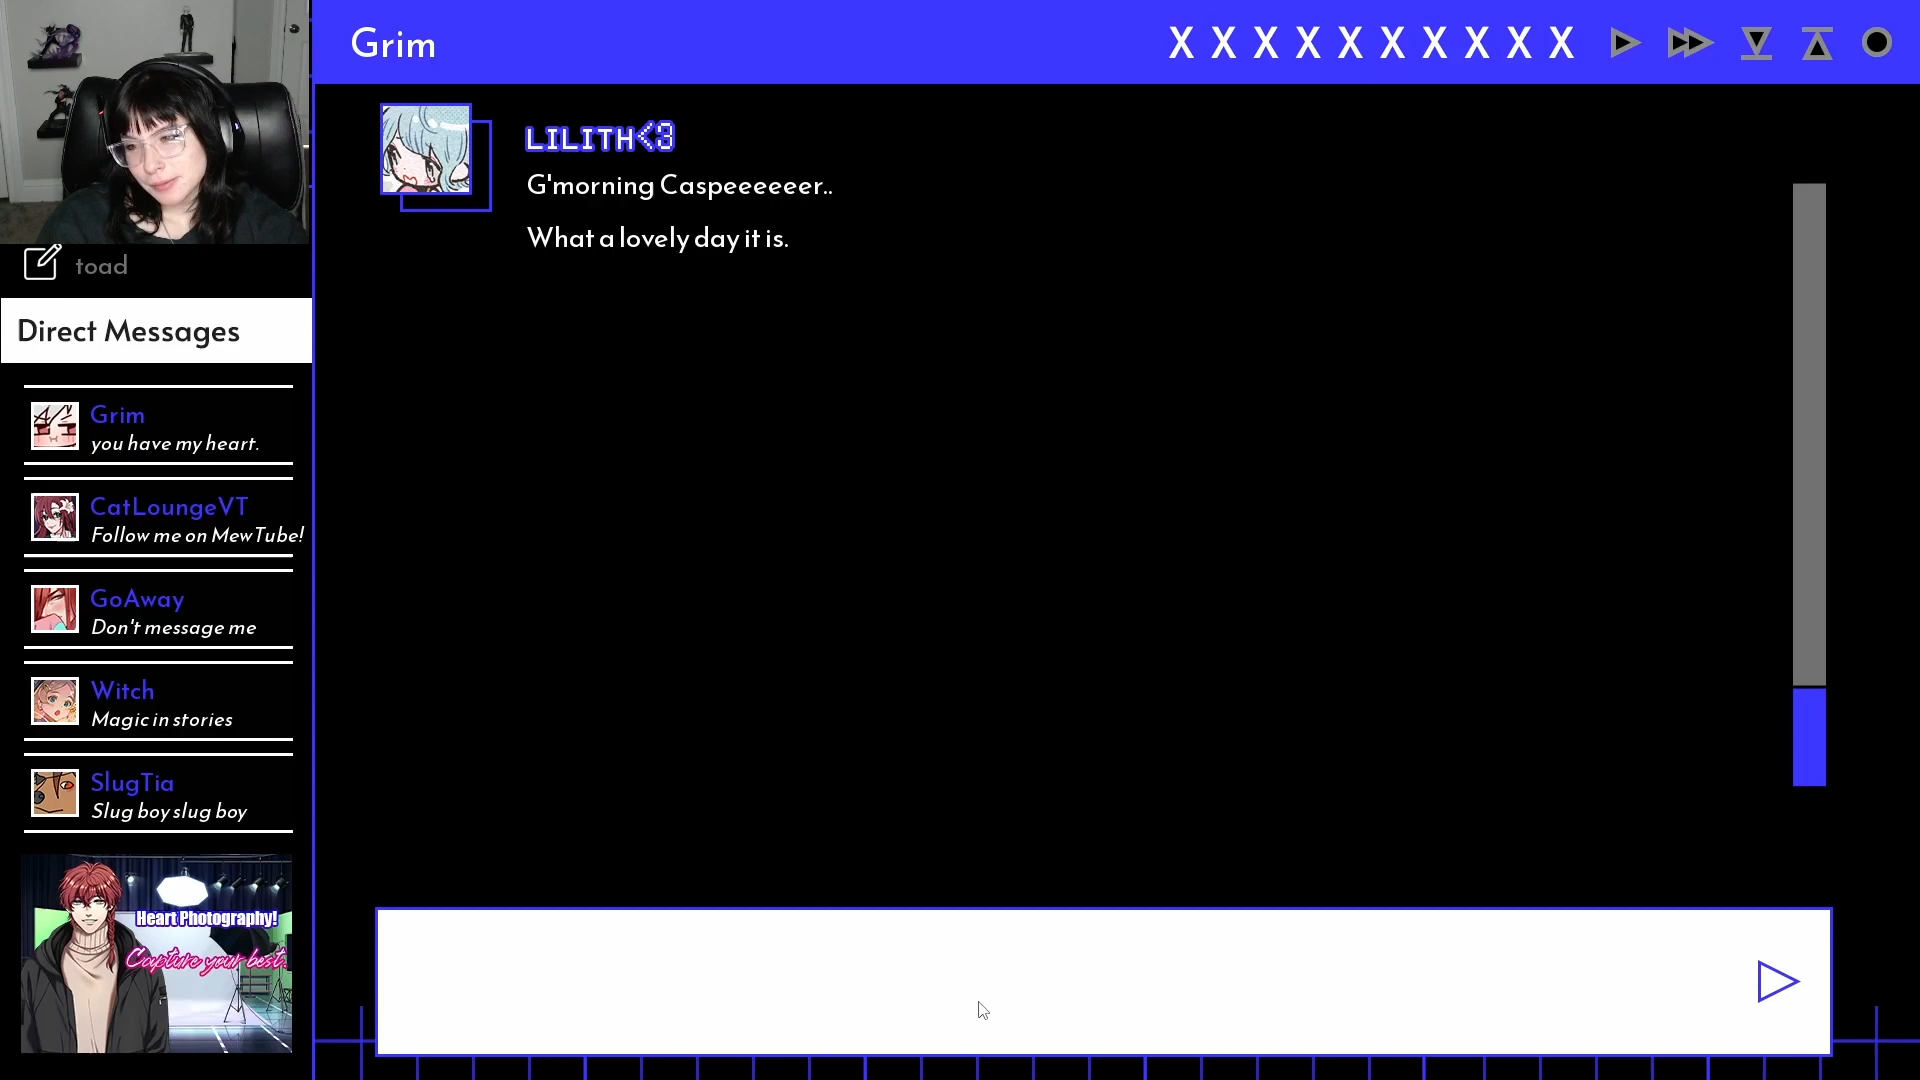 Grim
X X X X X X X X X X
LILITH<3
G'morning Caspeeeeeer..
What a lovely day it is.
toad
Direct Messages
Grim
you have my heart.
CatLoungeVT
Follow me on MewTube!
GoAway
Don't message me
Witch
Magic in stories
SlugTia
Slug boy slug boy
Heart Photography!
Capture your best..